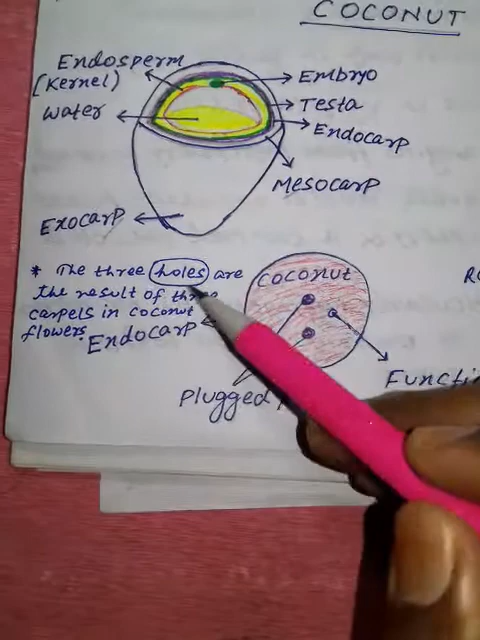 COCONUT
Endosperm
(Kernel)
Water
Embryo
Testa
Endocarp
Mesocarp
Exocarp
* The three holes are
the result of three
carpels in coconut
flowers.
Endocarp
coconut
Plugged